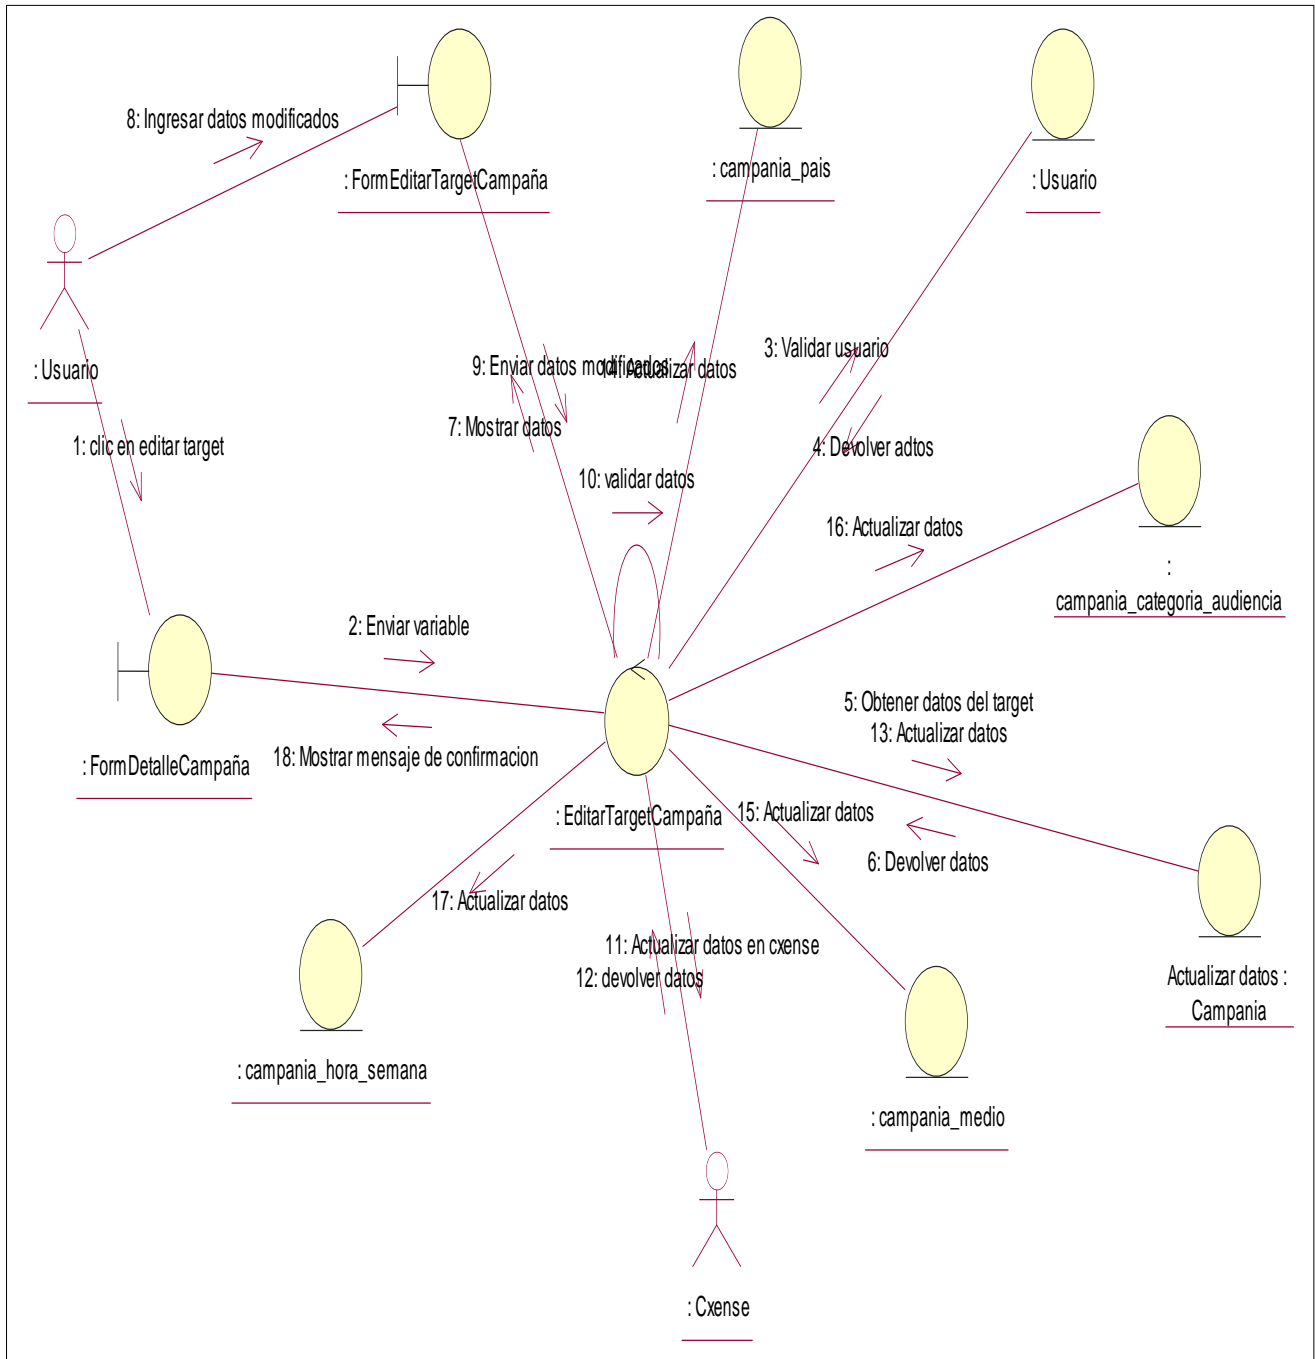 8: Ingresar datos modificados
: FormEditarTargetCampaña
: campania_pais
: Usuario
: Usuario
3: Validar usuario
9: Enviar datos modificados
14: Actualizar datos
7: Mostrar datos
1: clic en editar target
4: Devolver adtos
10: validar datos
16: Actualizar datos
:
campania_categoria_audiencia
2: Enviar variable
5: Obtener datos del target
13: Actualizar datos
18: Mostrar mensaje de confirmacion
: FormDetalleCampaña
: EditarTargetCampaña
15: Actualizar datos
6: Devolver datos
17: Actualizar datos
11: Actualizar datos en cxense
12: devolver datos
Actualizar datos :
Campania
: campania_hora_semana
: campania_medio
: Cxense